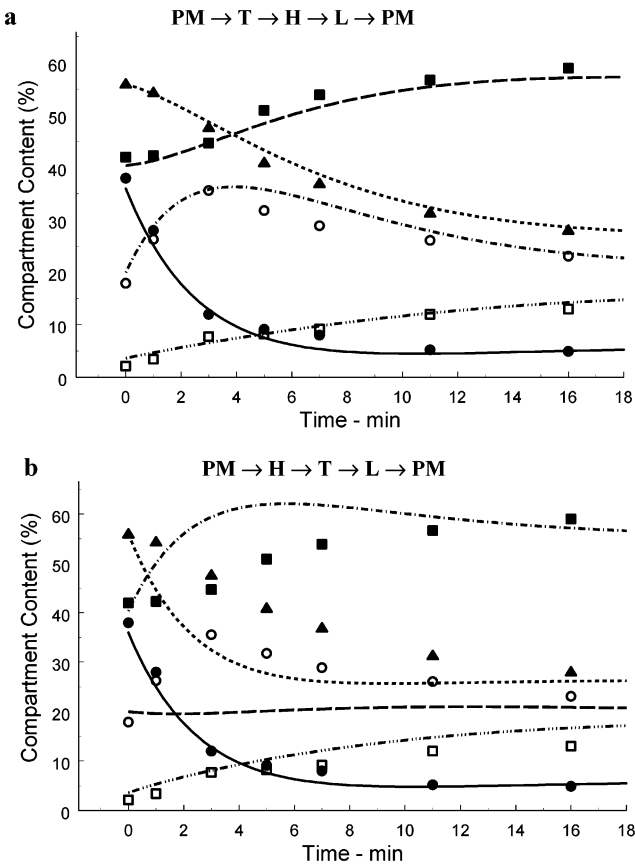 a
PM → T → H → L → PM
Compartment Content (%)
60
50
40
30
20
10
0
0 2 4 6 8 10 12 14 16 18
Time - min
b
PM → H → T → L → PM
Compartment Content (%)
60
50
40
30
20
10
0
0 2 4 6 8 10 12 14 16 18
Time - min